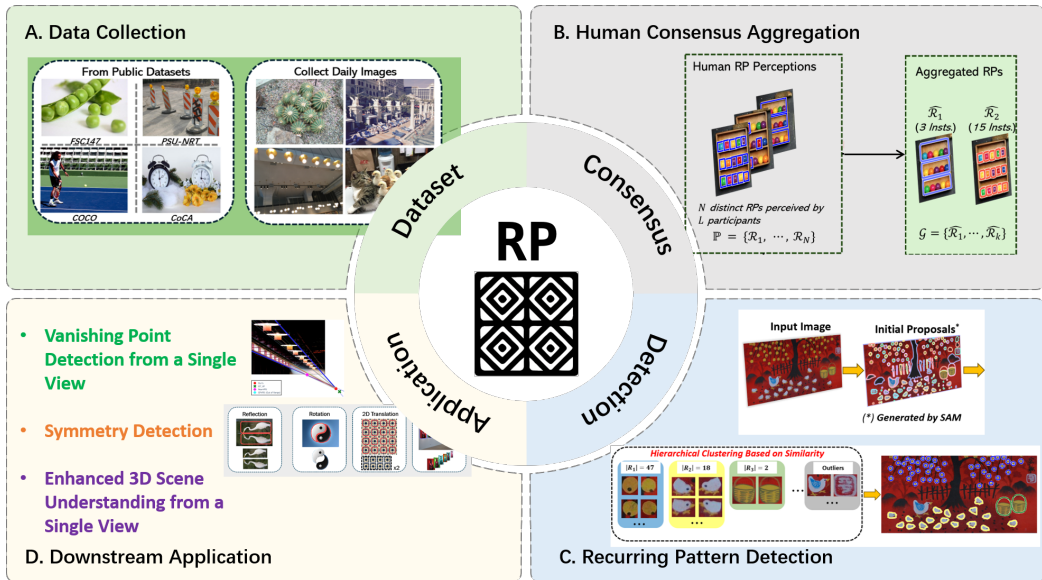 A. Data Collection
From Public Datasets
Collect Daily Images
FSC147
PSU-NRT
COCO
CoCA
B. Human Consensus Aggregation
Human RP Perceptions
N distinct RPs perceived by
L participants
ℙ = {ℛ₁, ⋯, ℛ_N}
Aggregated RPs
ℛ̂₁
(3 Insts.)
ℛ̂₂
(15 Insts.)
𝒢 = {ℛ̂₁, ⋯, ℛ̂ₖ}
Dataset
Consensus
Application
Detection
RP
• Vanishing Point
Detection from a Single
View
• Symmetry Detection
• Enhanced 3D Scene
Understanding from a
Single View
Reflection
Rotation
2D Translation
x2
D. Downstream Application
Input Image
Initial Proposals*
(*) Generated by SAM
Hierarchical Clustering Based on Similarity
|R₁| = 47
|R₂| = 18
|R₃| = 2
Outliers
C. Recurring Pattern Detection